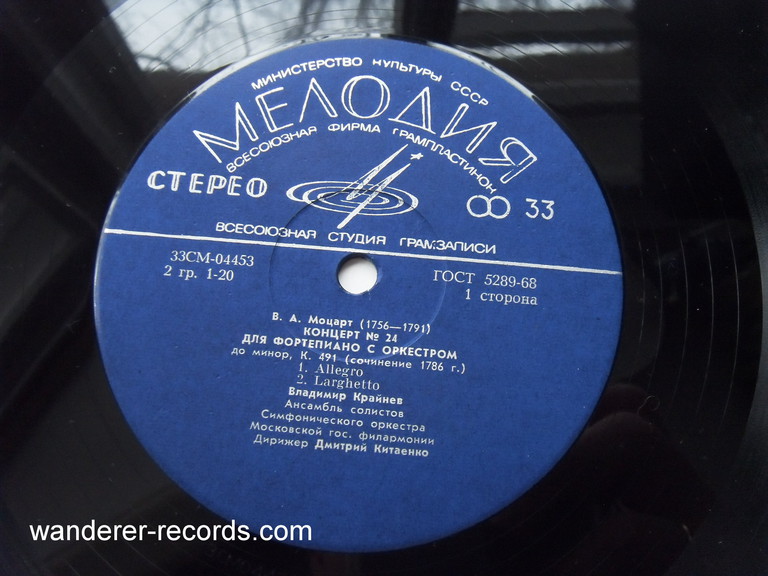 МИНИСТЕРСТВО КУЛЬТУРЫ СССР
МЕЛОДИЯ
ВСЕСОЮЗНАЯ ФИРМА ГРАМПЛАСТИНОК
СТЕРЕО
33
ВСЕСОЮЗНАЯ СТУДИЯ ГРАМЗАПИСИ
33СМ-04453
2 гр. 1-20
ГОСТ 5289-68
1 сторона
В. А. Моцарт (1756—1791)
КОНЦЕРТ № 24
ДЛЯ ФОРТЕПИАНО С ОРКЕСТРОМ
до минор, К. 491 (сочинение 1786 г.)
1. Allegro
2. Larghetto
Владимир Крайнев
Ансамбль солистов
Симфонического оркестра
Московской гос. филармонии
Дирижер Дмитрий Китаенко
wanderer-records.com